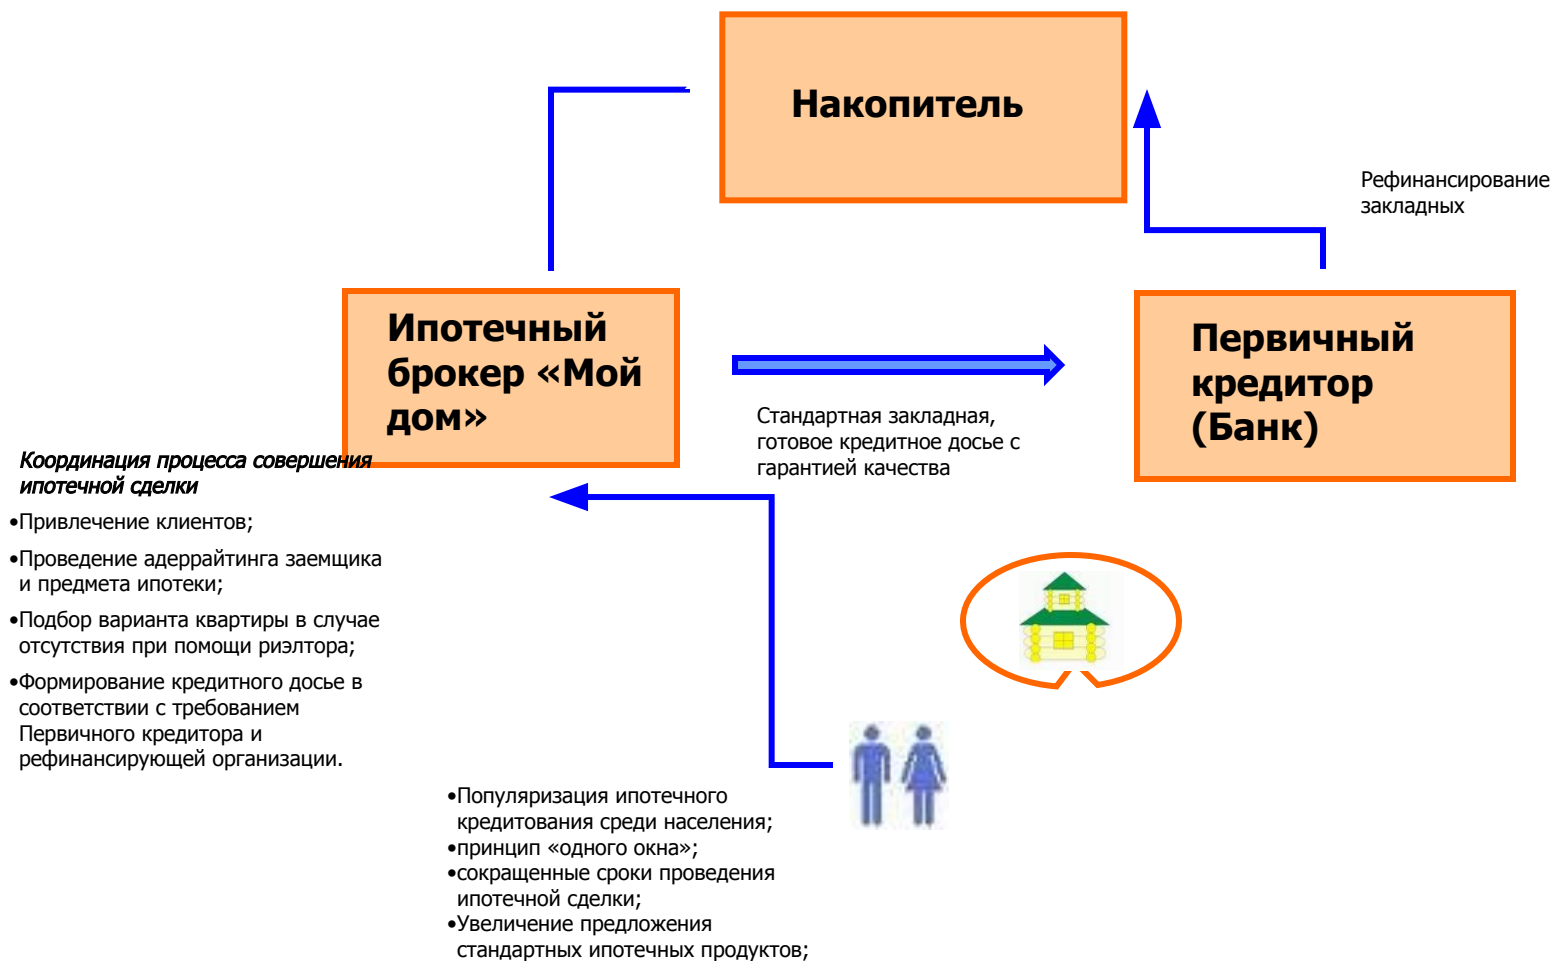 Накопитель
Рефинансирование
закладных
Ипотечный
брокер «Мой
дом»
Первичный
кредитор
(Банк)
Стандартная закладная,
готовое кредитное досье с
гарантией качества
Координация процесса совершения
ипотечной сделки
•Привлечение клиентов;
•Проведение адеррайтинга заемщика
и предмета ипотеки;
•Подбор варианта квартиры в случае
отсутствия при помощи риэлтора;
•Формирование кредитного досье в
соответствии с требованием
Первичного кредитора и
рефинансирующей организации.
•Популяризация ипотечного
кредитования среди населения;
•принцип «одного окна»;
•сокращенные сроки проведения
ипотечной сделки;
•Увеличение предложения
стандартных ипотечных продуктов;